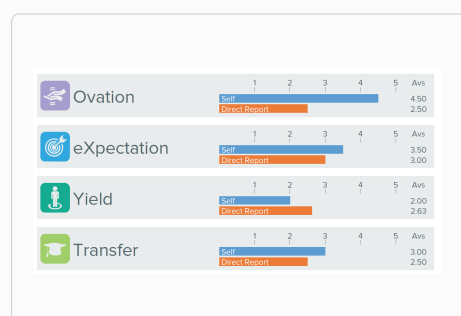 1 2 3 4 5 Avs
Ovation
Self 4.50
Direct Report 2.50
1 2 3 4 5 Avs
eXpectation
Self 3.50
Direct Report 3.00
1 2 3 4 5 Avs
Yield
Self 2.00
Direct Report 2.63
1 2 3 4 5 Avs
Transfer
Self 3.00
Direct Report 2.50